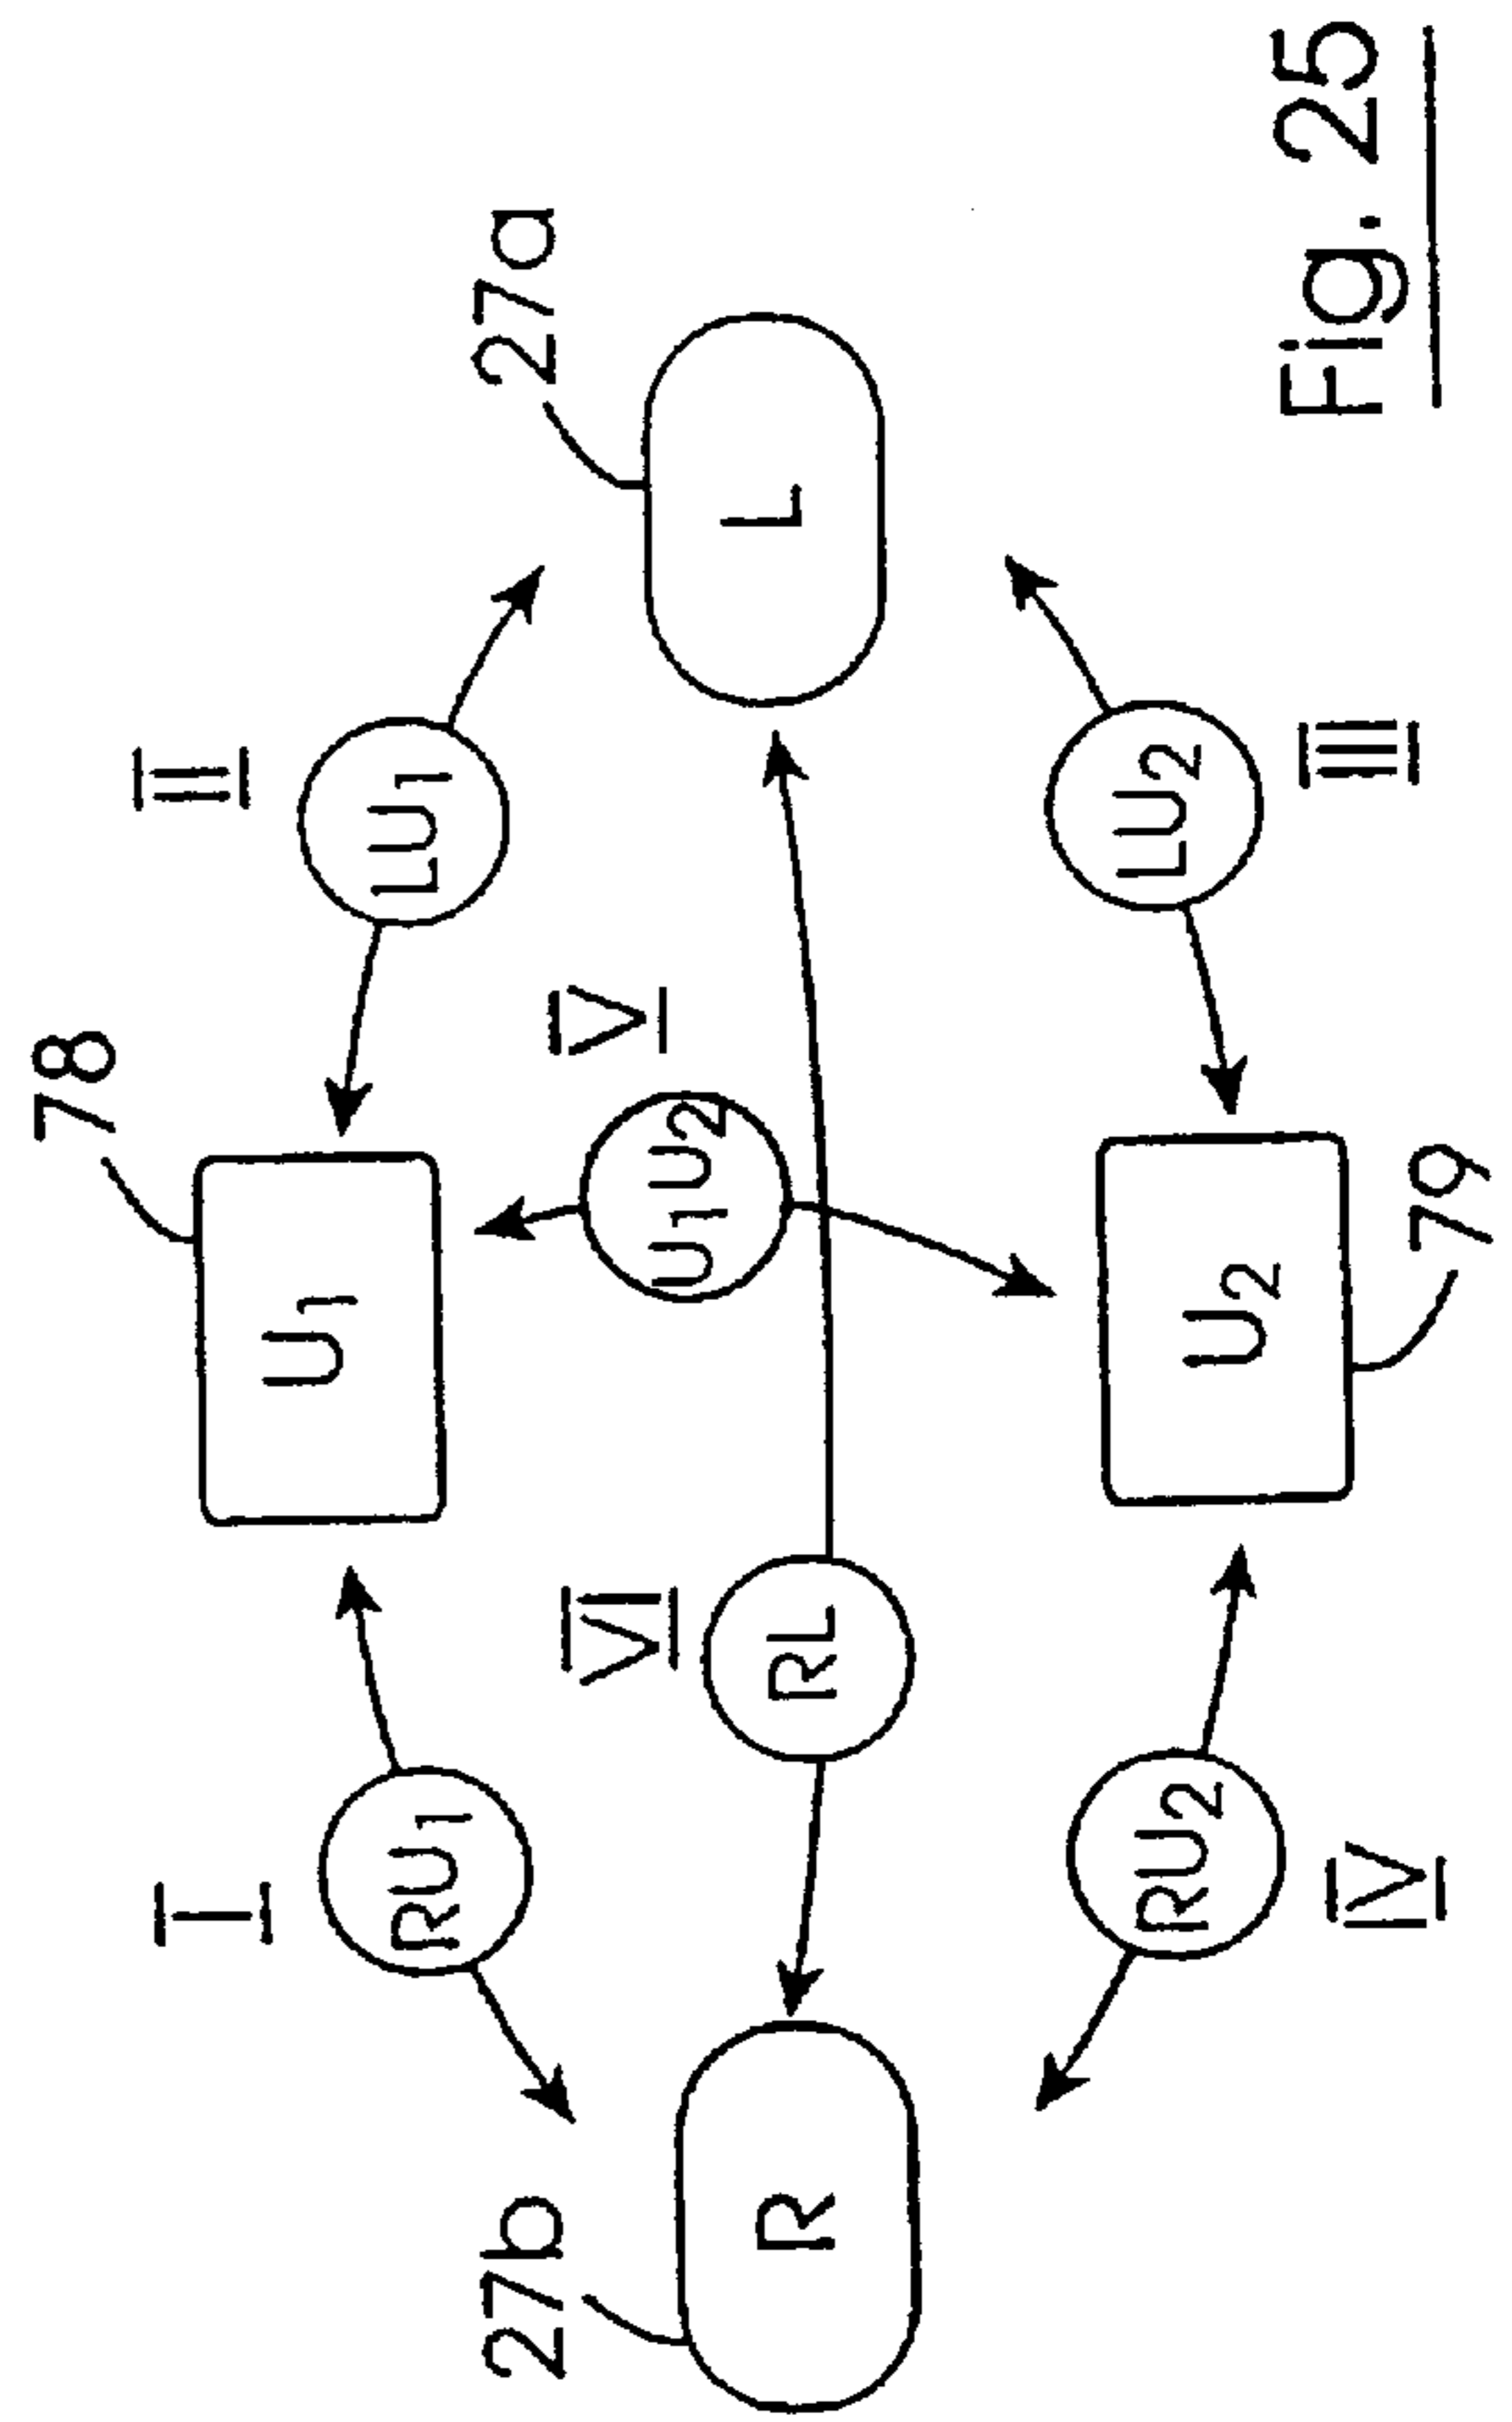 78
I
II
U₁
RU₁
LU₁
27b
27a
VI
V
U₁U₂
R
RL
L
RU₂
LU₂
U₂
IV
III
79
Fig. 25